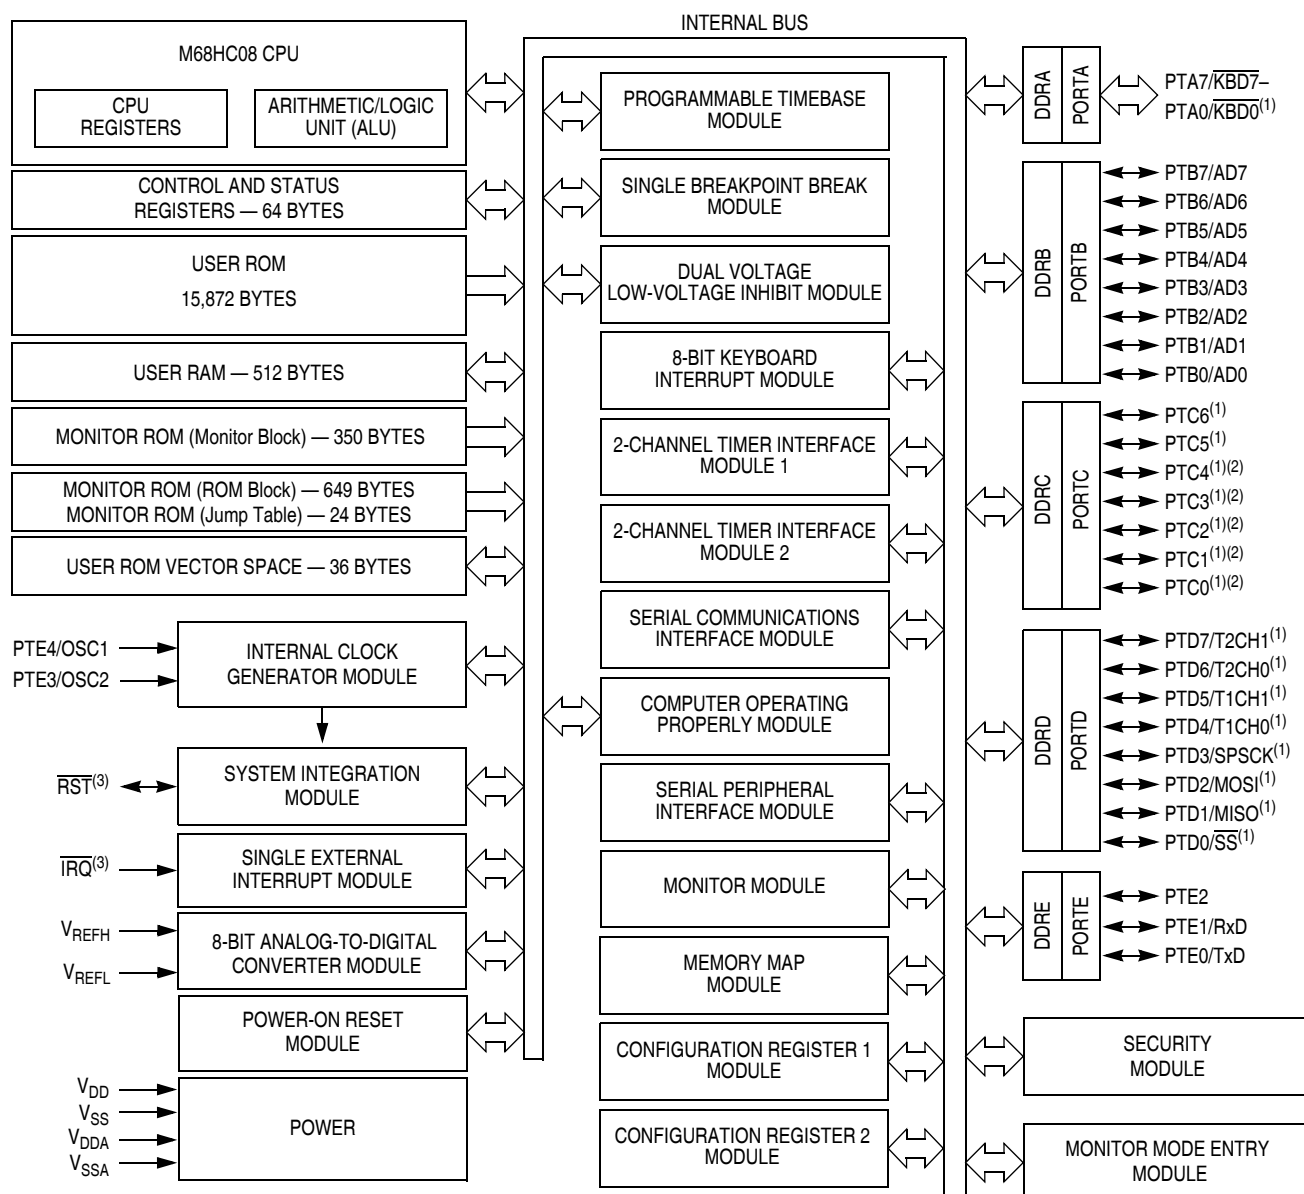 INTERNAL BUS
M68HC08 CPU
CPU
REGISTERS
ARITHMETIC/LOGIC
UNIT (ALU)
CONTROL AND STATUS
REGISTERS — 64 BYTES
USER ROM
15,872 BYTES
USER RAM — 512 BYTES
MONITOR ROM (Monitor Block) — 350 BYTES
MONITOR ROM (ROM Block) — 649 BYTES
MONITOR ROM (Jump Table) — 24 BYTES
USER ROM VECTOR SPACE — 36 BYTES
PTE4/OSC1
PTE3/OSC2
INTERNAL CLOCK
GENERATOR MODULE
RST(3)
SYSTEM INTEGRATION
MODULE
IRQ(3)
SINGLE EXTERNAL
INTERRUPT MODULE
VREFH
VREFL
8-BIT ANALOG-TO-DIGITAL
CONVERTER MODULE
POWER-ON RESET
MODULE
VDD
VSS
VDDA
VSSA
POWER
PROGRAMMABLE TIMEBASE
MODULE
SINGLE BREAKPOINT BREAK
MODULE
DUAL VOLTAGE
LOW-VOLTAGE INHIBIT MODULE
8-BIT KEYBOARD
INTERRUPT MODULE
2-CHANNEL TIMER INTERFACE
MODULE 1
2-CHANNEL TIMER INTERFACE
MODULE 2
SERIAL COMMUNICATIONS
INTERFACE MODULE
COMPUTER OPERATING
PROPERLY MODULE
SERIAL PERIPHERAL
INTERFACE MODULE
MONITOR MODULE
MEMORY MAP
MODULE
CONFIGURATION REGISTER 1
MODULE
CONFIGURATION REGISTER 2
MODULE
DDRA
PORTA
PTA7/KBD7–
PTA0/KBD0(1)
DDRB
PORTB
PTB7/AD7
PTB6/AD6
PTB5/AD5
PTB4/AD4
PTB3/AD3
PTB2/AD2
PTB1/AD1
PTB0/AD0
DDRC
PORTC
PTC6(1)
PTC5(1)
PTC4(1)(2)
PTC3(1)(2)
PTC2(1)(2)
PTC1(1)(2)
PTC0(1)(2)
DDRD
PORTD
PTD7/T2CH1(1)
PTD6/T2CH0(1)
PTD5/T1CH1(1)
PTD4/T1CH0(1)
PTD3/SPSCK(1)
PTD2/MOSI(1)
PTD1/MISO(1)
PTD0/SS(1)
DDRE
PORTE
PTE2
PTE1/RxD
PTE0/TxD
SECURITY
MODULE
MONITOR MODE ENTRY
MODULE